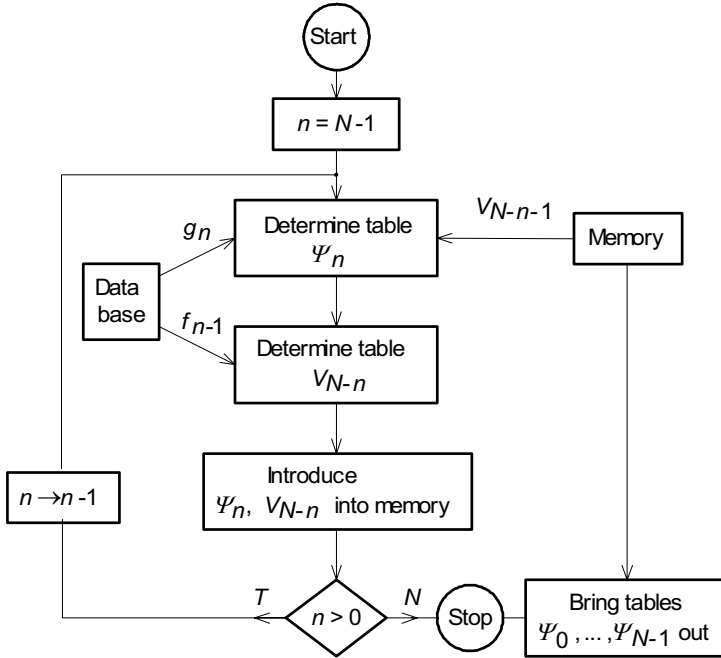 Start
n = N-1
V_{N-n-1}
g_n
Determine table
Ψ_n
Memory
Data
base
f_{n-1}
Determine table
V_{N-n}
Introduce
Ψ_n, V_{N-n} into memory
n→n-1
T
n > 0
N
Stop
Bring tables
Ψ_0 , ... ,Ψ_{N-1} out